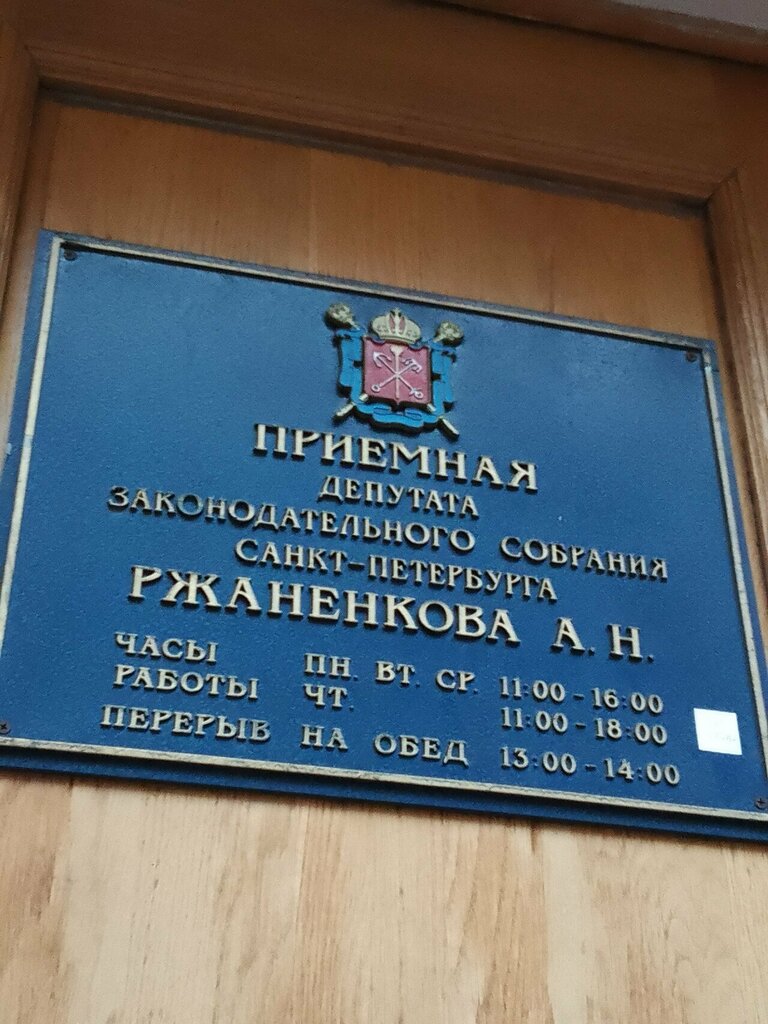 ПРИЕМНАЯ
ДЕПУТАТА
ЗАКОНОДАТЕЛЬНОГО СОБРАНИЯ
САНКТ-ПЕТЕРБУРГА
РЖАНЕНКОВА А. Н.
ЧАСЫ ПН. ВТ. СР. 11:00-16:00
РАБОТЫ ЧТ. 11:00-18:00
ПЕРЕРЫВ НА ОБЕД 13:00-14:00